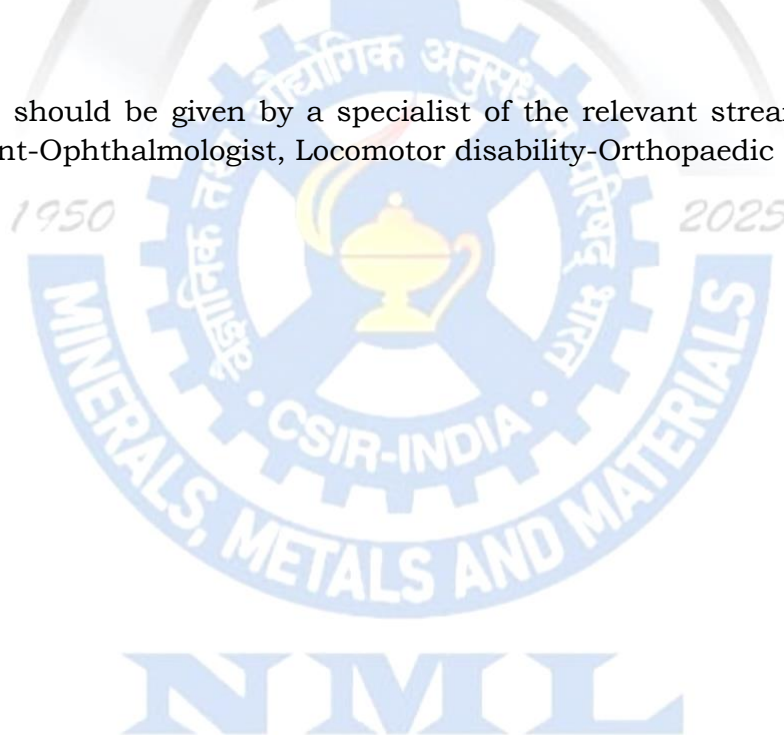 should be given by a specialist of the relevant strea
nt-Ophthalmologist, Locomotor disability-Orthopaedic
1950
2025
वैज्ञानिक तथा औद्योगिक अनुसंधान परिषद् भारत
CSIR-INDIA
MINERALS, METALS AND MATERIALS
NML